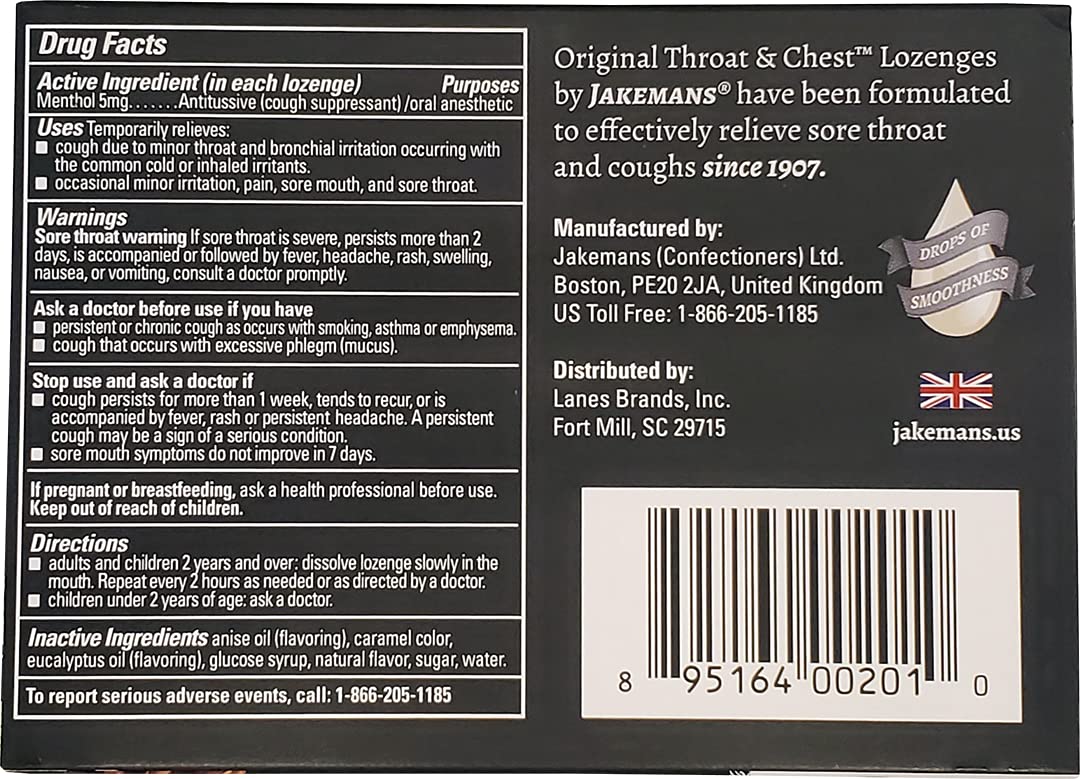 Drug Facts
Active Ingredient (in each lozenge) Purposes
Menthol 5mg.......Antitussive (cough suppressant) /oral anesthetic
Uses Temporarily relieves:
■ cough due to minor throat and bronchial irritation occurring with
the common cold or inhaled irritants.
■ occasional minor irritation, pain, sore mouth, and sore throat.
Warnings
Sore throat warning If sore throat is severe, persists more than 2
days, is accompanied or followed by fever, headache, rash, swelling,
nausea, or vomiting, consult a doctor promptly.
Ask a doctor before use if you have
■ persistent or chronic cough as occurs with smoking, asthma or emphysema.
■ cough that occurs with excessive phlegm (mucus).
Stop use and ask a doctor if
■ cough persists for more than 1 week, tends to recur, or is
accompanied by fever, rash or persistent headache. A persistent
cough may be a sign of a serious condition.
■ sore mouth symptoms do not improve in 7 days.
If pregnant or breastfeeding, ask a health professional before use.
Keep out of reach of children.
Directions
■ adults and children 2 years and over: dissolve lozenge slowly in the
mouth. Repeat every 2 hours as needed or as directed by a doctor.
■ children under 2 years of age: ask a doctor.
Inactive Ingredients anise oil (flavoring), caramel color,
eucalyptus oil (flavoring), glucose syrup, natural flavor, sugar, water.
To report serious adverse events, call: 1-866-205-1185
Original Throat & Chest™ Lozenges
by JAKEMANS® have been formulated
to effectively relieve sore throat
and coughs since 1907.
Manufactured by:
Jakemans (Confectioners) Ltd.
Boston, PE20 2JA, United Kingdom
US Toll Free: 1-866-205-1185
DROPS OF
SMOOTHNESS
Distributed by:
Lanes Brands, Inc.
Fort Mill, SC 29715
jakemans.us
8 95164 00201 0